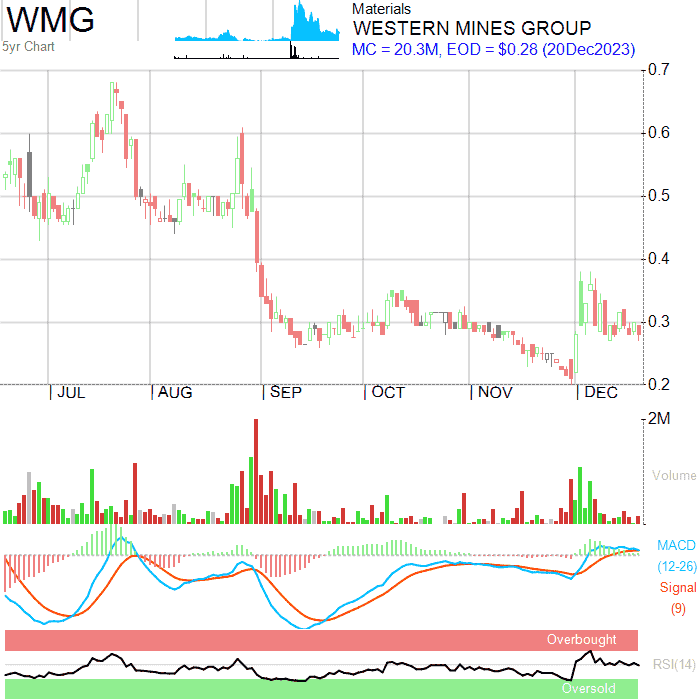 WMG
5yr Chart
Materials
WESTERN MINES GROUP
MC = 20.3M, EOD = $0.28 (20Dec2023)
0.7
0.6
0.5
0.4
0.3
0.2
JUL AUG SEP OCT NOV DEC
2M
Volume
MACD
(12-26)
Signal
(9)
Overbought
RSI(14)
Oversold